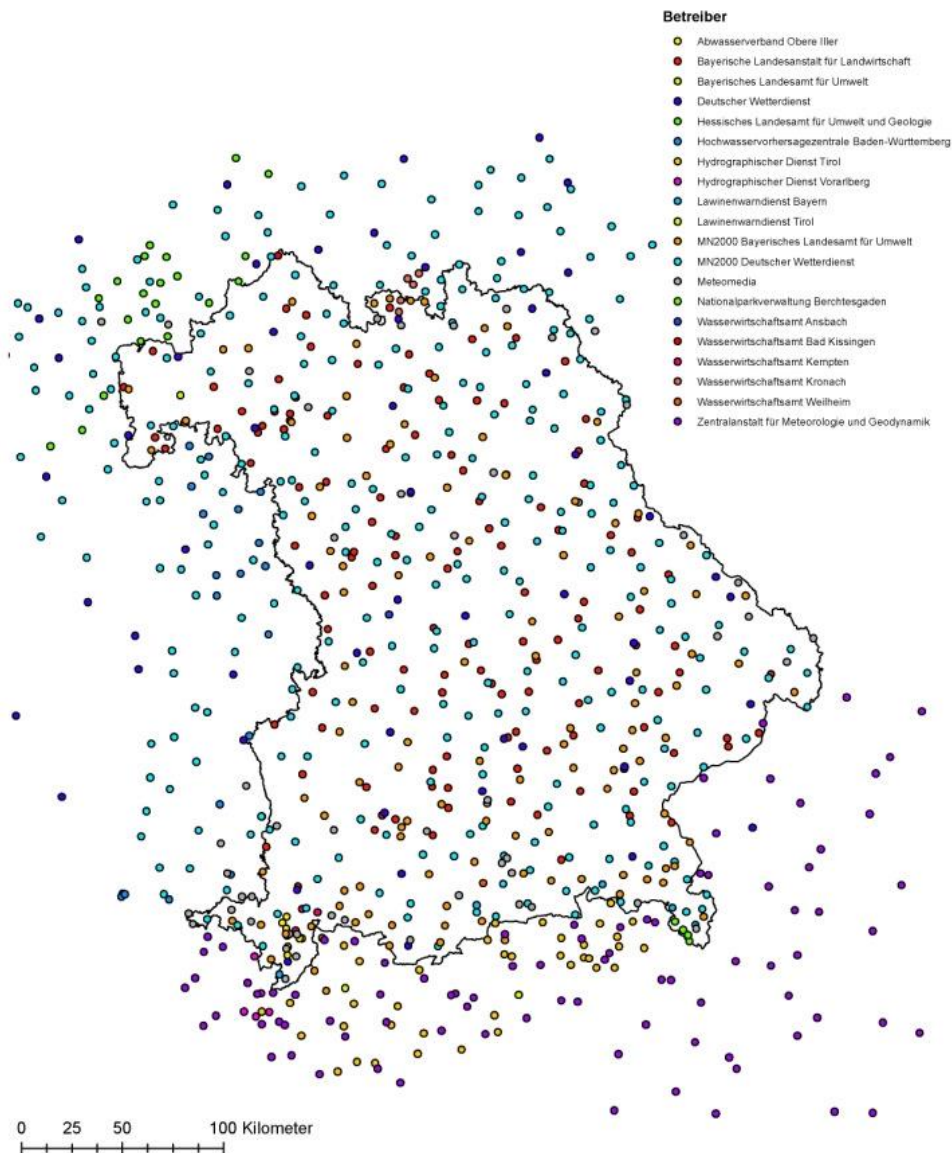 Betreiber
Abwasserverband Obere Iller
Bayerische Landesanstalt für Landwirtschaft
Bayerisches Landesamt für Umwelt
Deutscher Wetterdienst
Hessisches Landesamt für Umwelt und Geologie
Hochwasservorhersagezentrale Baden-Württemberg
Hydrographischer Dienst Tirol
Hydrographischer Dienst Vorarlberg
Lawinenwarndienst Bayern
Lawinenwarndienst Tirol
MN2000 Bayerisches Landesamt für Umwelt
MN2000 Deutscher Wetterdienst
Meteomedia
Nationalparkverwaltung Berchtesgaden
Wasserwirtschaftsamt Ansbach
Wasserwirtschaftsamt Bad Kissingen
Wasserwirtschaftsamt Kempten
Wasserwirtschaftsamt Kronach
Wasserwirtschaftsamt Weilheim
Zentralanstalt für Meteorologie und Geodynamik
0 25 50 100 Kilometer